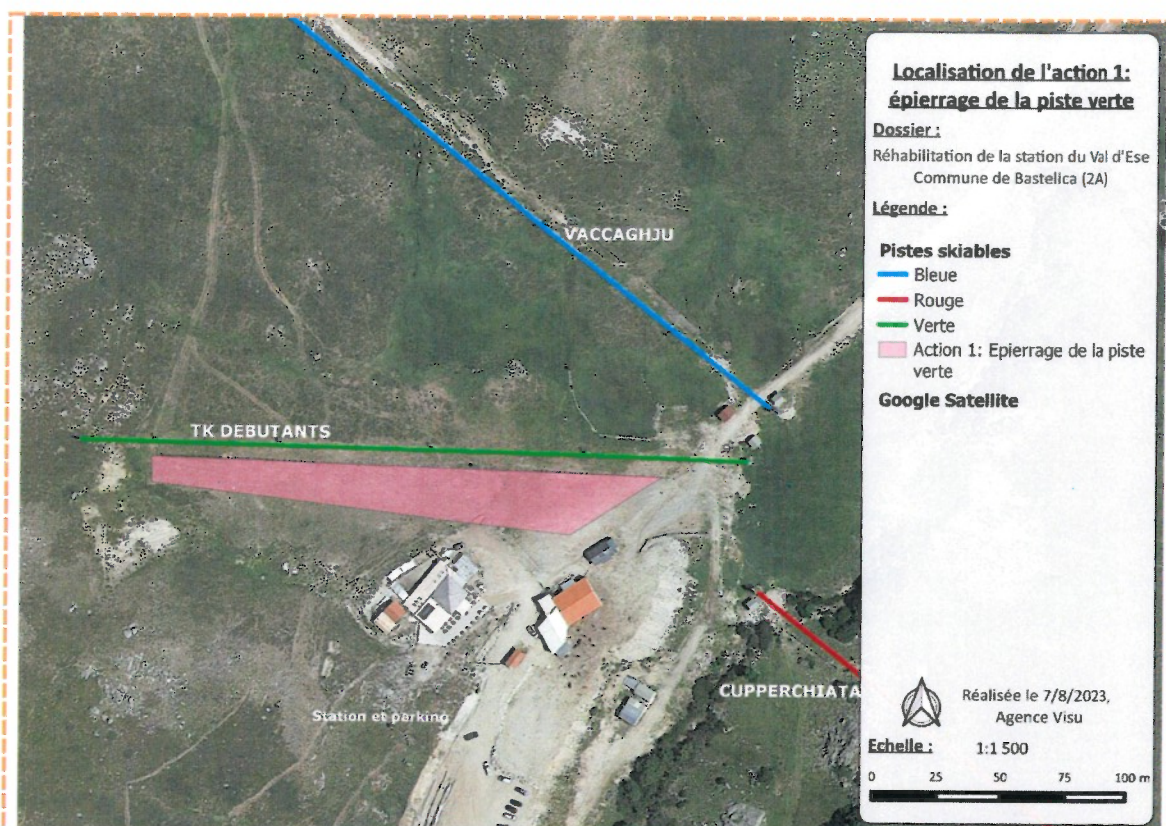 Localisation de l'action 1:
épierrage de la piste verte
Dossier :
Réhabilitation de la station du Val d'Ese
Commune de Bastelica (2A)
Légende :
Pistes skiables
Bleue
Rouge
Verte
Action 1: Epierrage de la piste
verte
Google Satellite
VACCAGHJU
TK DEBUTANTS
CUPPERCHIATA
Station et parking
Réalisée le 7/8/2023,
Agence Visu
Echelle :
1:1 500
0 25 50 75 100 m